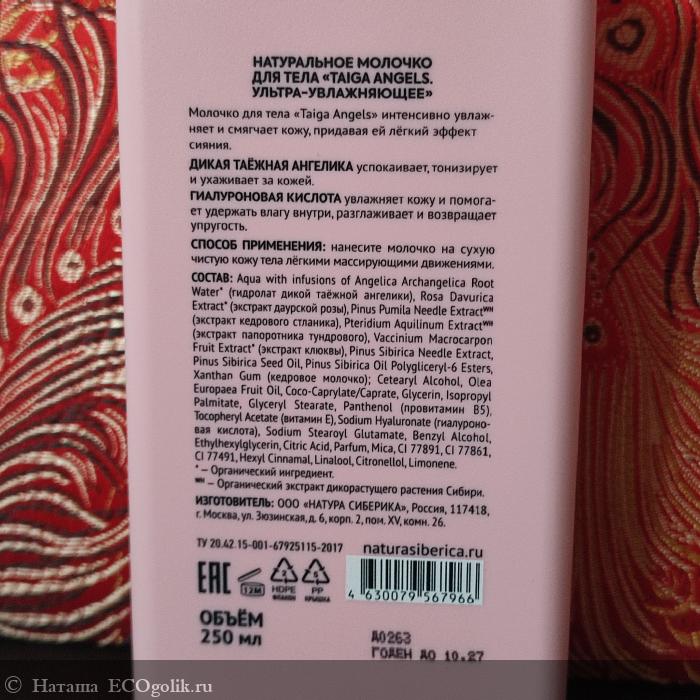 НАТУРАЛЬНОЕ МОЛОЧКО
ДЛЯ ТЕЛА «TAIGA ANGELS.
УЛЬТРА-УВЛАЖНЯЮЩЕЕ»
Молочко для тела «Taiga Angels» интенсивно увлаж-
няет и смягчает кожу, придавая ей лёгкий эффект
сияния.
ДИКАЯ ТАЁЖНАЯ АНГЕЛИКА успокаивает, тонизирует
и ухаживает за кожей.
ГИАЛУРОНОВАЯ КИСЛОТА увлажняет кожу и помога-
ет удержать влагу внутри, разглаживает и возвращает
упругость.
СПОСОБ ПРИМЕНЕНИЯ: нанесите молочко на сухую
чистую кожу тела лёгкими массирующими движениями.
СОСТАВ: Aqua with infusions of Angelica Archangelica Root
Water* (гидролат дикой таёжной ангелики), Rosa Davurica
Extract* (экстракт даурской розы), Pinus Pumila Needle Extractᵂᴴ
(экстракт кедрового стланика), Pteridium Aquilinum Extractᵂᴴ
(экстракт папоротника тундрового), Vaccinium Macrocarpon
Fruit Extract* (экстракт клюквы), Pinus Sibirica Needle Extract,
Pinus Sibirica Seed Oil, Pinus Sibirica Oil Polygliceryl-6 Esters,
Xanthan Gum (кедровое молочко); Cetearyl Alcohol, Olea
Europaea Fruit Oil, Coco-Caprylate/Caprate, Glycerin, Isopropyl
Palmitate, Glyceryl Stearate, Panthenol (провитамин B5),
Tocopheryl Acetate (витамин Е), Sodium Hyaluronate (гиалуроно-
вая кислота), Sodium Stearoyl Glutamate, Benzyl Alcohol,
Ethylhexylglycerin, Citric Acid, Parfum, Mica, CI 77891, CI 77861,
CI 77491, Hexyl Cinnamal, Linalool, Citronellol, Limonene.
* — Органический ингредиент.
ᵂᴴ — Органический экстракт дикорастущего растения Сибири.
ИЗГОТОВИТЕЛЬ: ООО «НАТУРА СИБЕРИКА», Россия, 117418,
г. Москва, ул. Зюзинская, д. 6, корп. 2, пом. XV, комн. 26.
ТУ 20.42.15-001-67925115-2017
naturasiberica.ru
EAC 12M 2 HDPE ФЛАКОН 5 PP КРЫШКА
4 630079 567966
ОБЪЁМ
250 мл
Д0263
ГОДЕН ДО 10.27
© Наташа ECOgolik.ru